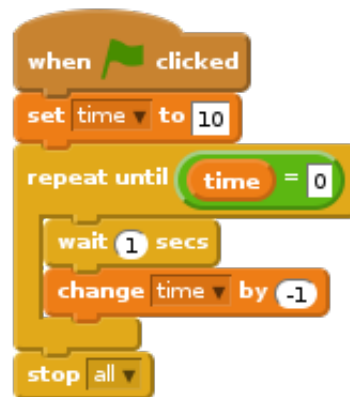 when clicked
set time to 10
repeat until time = 0
wait 1 secs
change time by -1
stop all